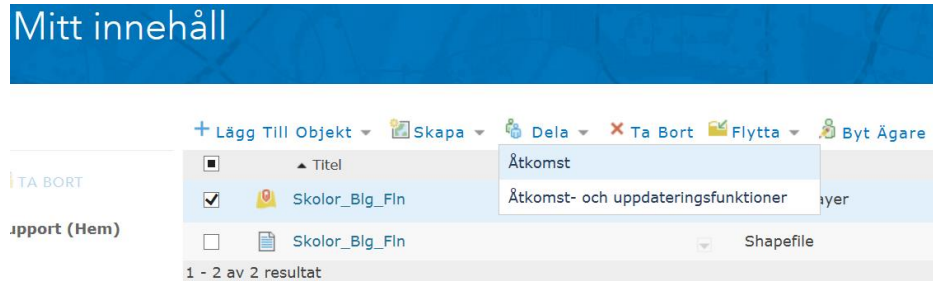 Mitt innehåll
Lägg Till Objekt Skapa Dela Ta Bort Flytta Byt Ägare
Titel
Åtkomst
TA BORT
Skolor_Blg_Fln
Åtkomst- och uppdateringsfunktioner
ayer
upport (Hem)
Skolor_Blg_Fln Shapefile
1 - 2 av 2 resultat